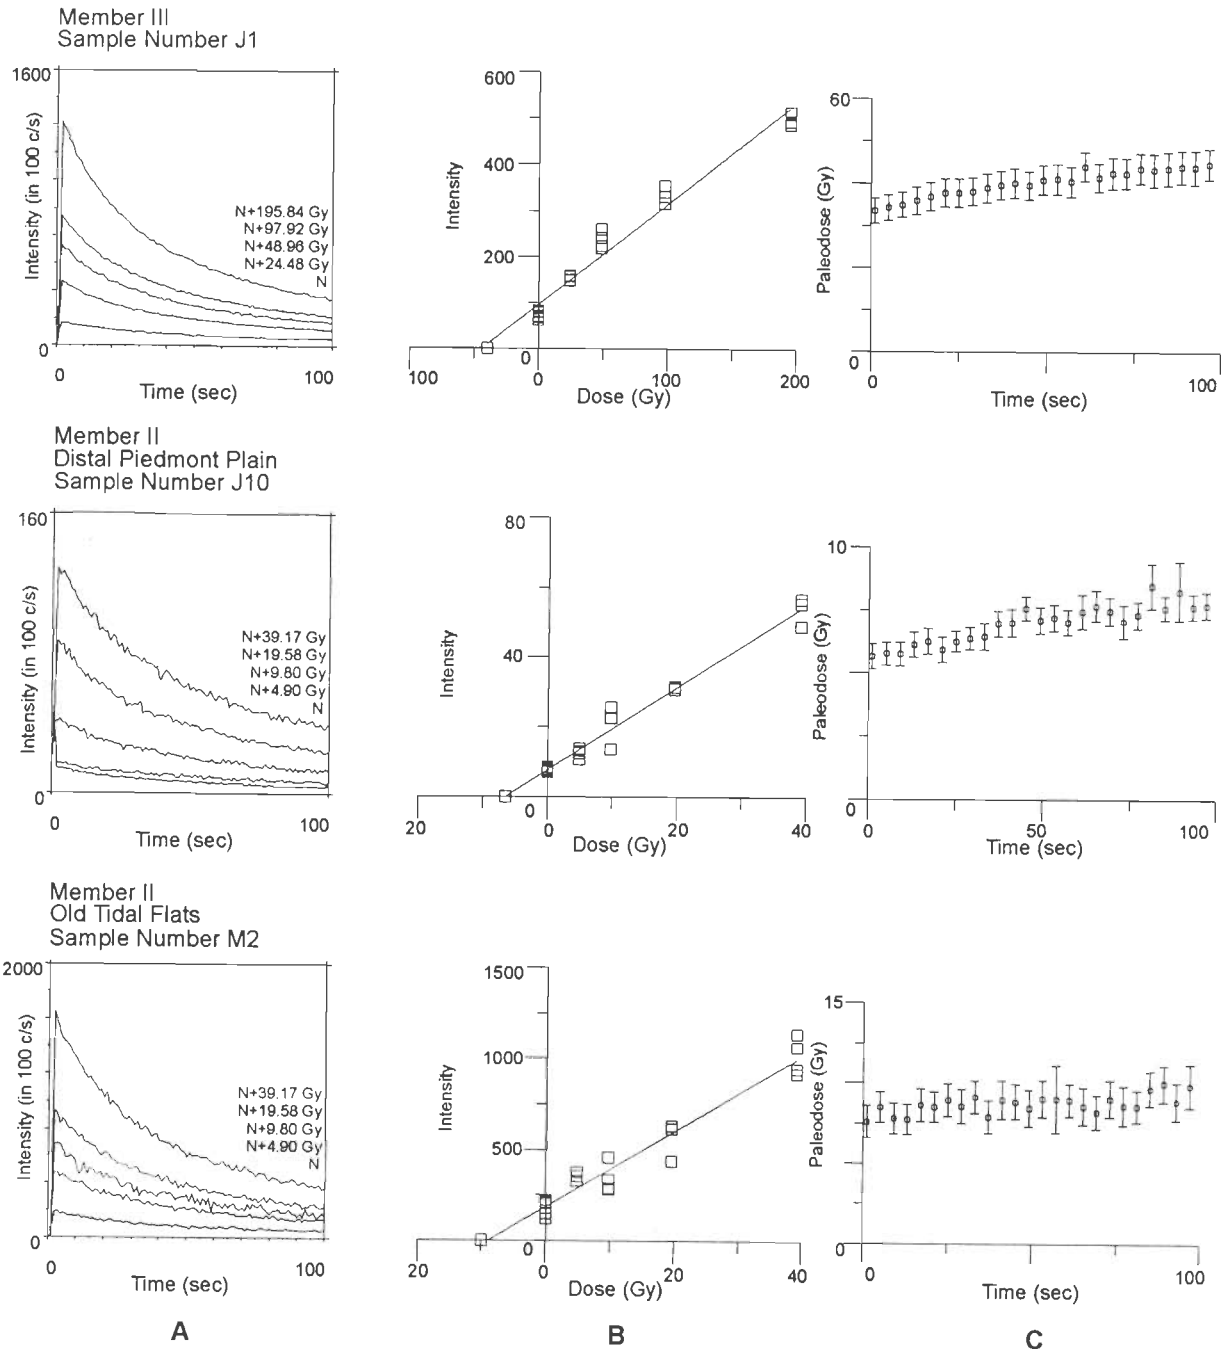 Member III
Sample Number J1
1600
Intensity (in 100 c/s)
N+195.84 Gy
N+97.92 Gy
N+48.96 Gy
N+24.48 Gy
N
0
0
100
Time (sec)
600
400
200
0
Intensity
100
0
100
200
Dose (Gy)
60
Paleodose (Gy)
0
0
100
Time (sec)
Member II
Distal Piedmont Plain
Sample Number J10
160
Intensity (in 100 c/s)
N+39.17 Gy
N+19.58 Gy
N+9.80 Gy
N+4.90 Gy
N
0
0
100
Time (sec)
80
40
0
Intensity
20
0
20
40
Dose (Gy)
10
Paleodose (Gy)
0
0
50
100
Time (sec)
Member II
Old Tidal Flats
Sample Number M2
2000
Intensity (in 100 c/s)
N+39.17 Gy
N+19.58 Gy
N+9.80 Gy
N+4.90 Gy
N
0
0
100
Time (sec)
1500
1000
500
0
Intensity
20
0
20
40
Dose (Gy)
15
Paleodose (Gy)
0
0
100
Time (sec)
A
B
C